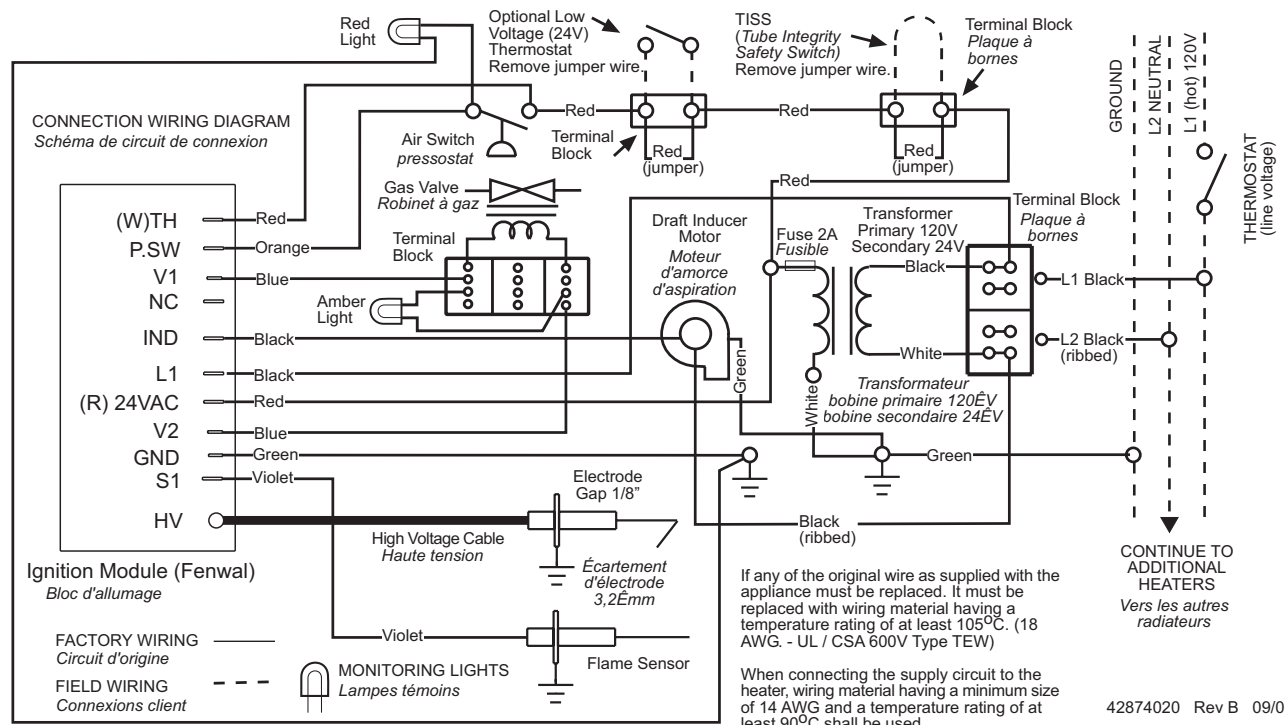 Red
Light
Optional Low
Voltage (24V)
Thermostat
Remove jumper wire.
TISS
(Tube Integrity
Safety Switch)
Remove jumper wire.
Terminal Block
Plaque à
bornes
GROUND
L2 NEUTRAL
L1 (hot) 120V
THERMOSTAT
(line voltage)
CONNECTION WIRING DIAGRAM
Schéma de circuit de connexion
Red
Air Switch
pressostat
Terminal
Block
Red
(jumper)
Red
Red
(jumper)
Red
Gas Valve
Robinet à gaz
Terminal
Block
Amber
Light
Draft Inducer
Motor
Moteur
d'amorce
d'aspiration
Fuse 2A
Fusible
Transformer
Primary 120V
Secondary 24V
Black
White
Terminal Block
Plaque à
bornes
L1 Black
L2 Black
(ribbed)
(W)TH
Red
P.SW
Orange
V1
Blue
NC
IND
Black
L1
Black
(R) 24VAC
Red
V2
Blue
GND
Green
S1
Violet
HV
Green
White
Transformateur
bobine primaire 120ÊV
bobine secondaire 24ÊV
Green
Black
(ribbed)
Electrode
Gap 1/8”
High Voltage Cable
Haute tension
Écartement
d'électrode
3,2Êmm
Ignition Module (Fenwal)
Bloc d'allumage
Violet
Flame Sensor
FACTORY WIRING
Circuit d'origine
FIELD WIRING
Connexions client
MONITORING LIGHTS
Lampes témoins
If any of the original wire as supplied with the
appliance must be replaced. It must be
replaced with wiring material having a
temperature rating of at least 105ºC. (18
AWG. - UL / CSA 600V Type TEW)
When connecting the supply circuit to the
heater, wiring material having a minimum size
of 14 AWG and a temperature rating of at
least 90ºC shall be used
CONTINUE TO
ADDITIONAL
HEATERS
Vers les autres
radiateurs
42874020 Rev B 09/0